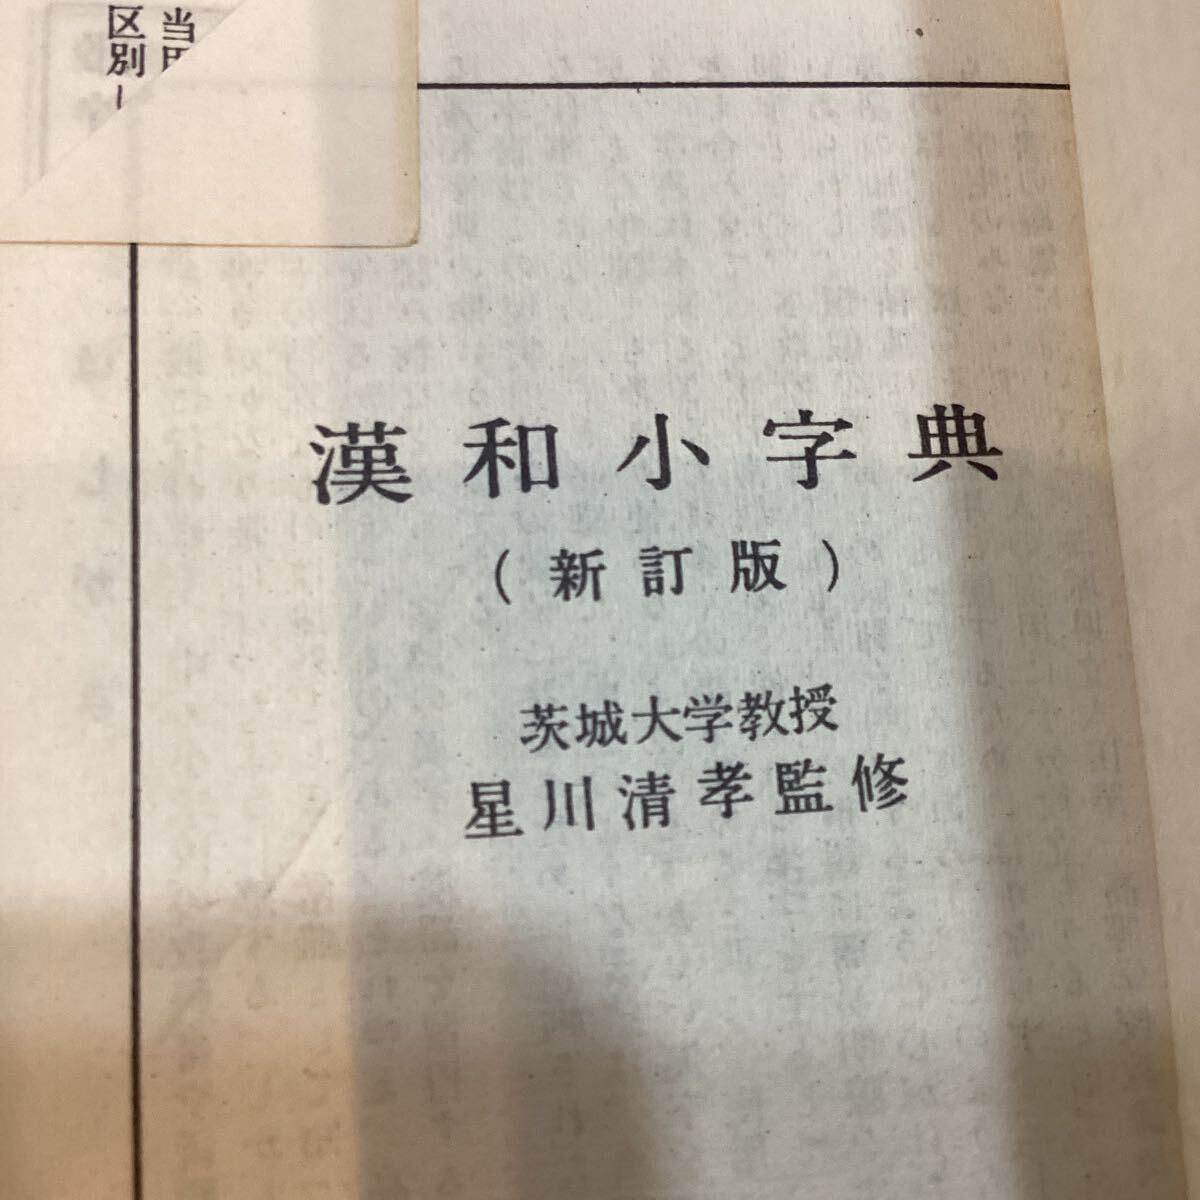 漢和小字典
(新訂版)
茨城大学教授
星川清孝監修
区別